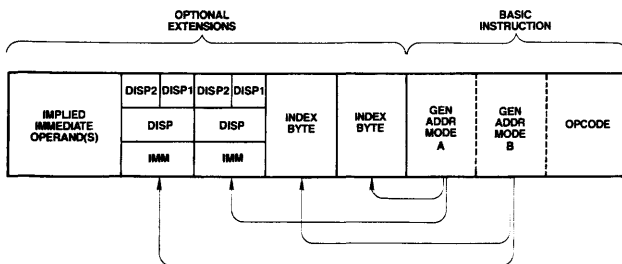 OPTIONAL
EXTENSIONS
BASIC
INSTRUCTION
IMPLIED
IMMEDIATE
OPERAND(S)
DISP2 DISP1
DISP
IMM
DISP2 DISP1
DISP
IMM
INDEX
BYTE
INDEX
BYTE
GEN
ADDR
MODE
A
GEN
ADDR
MODE
B
OPCODE